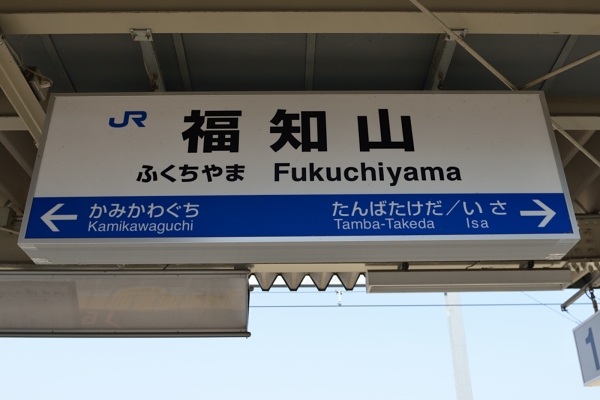 JR 福知山
ふくちやま Fukuchiyama
← かみかわぐち たんばたけだ／いさ →
Kamikawaguchi Tamba-Takeda Isa
1